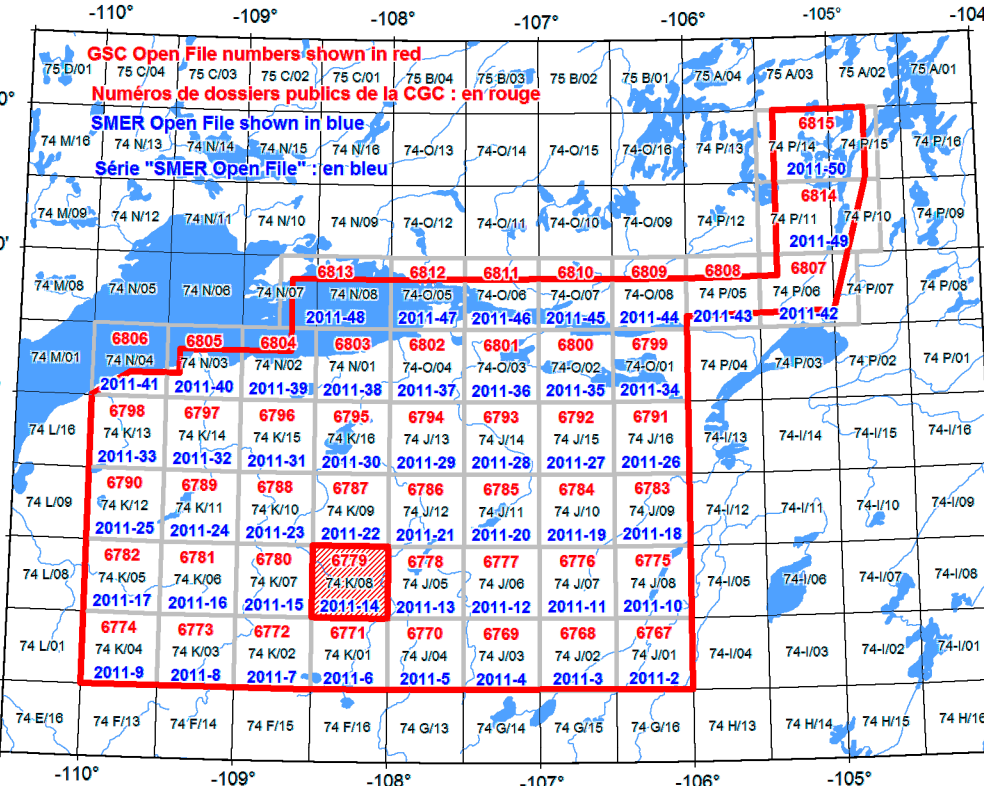 -109° -108° -107° -106° -105° -104
GSC Open File numbers shown in red
75 D/01 75 C/04 75 C/03 75 C/02 75 C/01 75 B/04 75 B/03 75 B/02 75 B/01 75 A/04 75 A/03 75 A/02 75 A/01
Numéros de dossiers publics de la CGC : en rouge
0°
SMER Open File shown in blue
6815
74 M/16 74 N/13 74 N/14 74 N/15 74 N/16 74-O/13 74-O/14 74-O/15 74-O/16 74 P/13 74 P/14 74 P/15 74 P/16
Série "SMER Open File" : en bleu
2011-50
6814
74 M/09 74 N/12 74 N/11 74 N/10 74 N/09 74-O/12 74-O/11 74-O/10 74-O/09 74 P/12 74 P/11 74 P/10 74 P/09
0'
2011-49
6813 6812 6811 6810 6809 6808 6807
74 M/08 74 N/05 74 N/06 74 N/07 74 N/08 74-O/05 74-O/06 74-O/07 74-O/08 74 P/05 74 P/06 74 P/07 74 P/08
2011-48 2011-47 2011-46 2011-45 2011-44 2011-43 2011-42
6806 6805 6804 6803 6802 6801 6800 6799
74 M/01 74 N/04 74 N/03 74 N/02 74 N/01 74-O/04 74-O/03 74-O/02 74-O/01 74 P/04 74 P/03 74 P/02 74 P/01
2011-41 2011-40 2011-39 2011-38 2011-37 2011-36 2011-35 2011-34
6798 6797 6796 6795 6794 6793 6792 6791
74 L/16 74 K/13 74 K/14 74 K/15 74 K/16 74 J/13 74 J/14 74 J/15 74 J/16 74-I/13 74-I/14 74-I/15 74-I/16
2011-33 2011-32 2011-31 2011-30 2011-29 2011-28 2011-27 2011-26
6790 6789 6788 6787 6786 6785 6784 6783
74 L/09 74 K/12 74 K/11 74 K/10 74 K/09 74 J/12 74 J/11 74 J/10 74 J/09 74-I/12 74-I/11 74-I/10 74-I/09
2011-25 2011-24 2011-23 2011-22 2011-21 2011-20 2011-19 2011-18
6782 6781 6780 6779 6778 6777 6776 6775
74 L/08 74 K/05 74 K/06 74 K/07 74 K/08 74 J/05 74 J/06 74 J/07 74 J/08 74-I/05 74-I/06 74-I/07 74-I/08
2011-17 2011-16 2011-15 2011-14 2011-13 2011-12 2011-11 2011-10
6774 6773 6772 6771 6770 6769 6768 6767
74 L/01 74 K/04 74 K/03 74 K/02 74 K/01 74 J/04 74 J/03 74 J/02 74 J/01 74-I/04 74-I/03 74-I/02 74-I/01
2011-9 2011-8 2011-7 2011-6 2011-5 2011-4 2011-3 2011-2
74 E/16 74 F/13 74 F/14 74 F/15 74 F/16 74 G/13 74 G/14 74 G/15 74 G/16 74 H/13 74 H/14 74 H/15 74 H/16
-110° -109° -108° -107° -106° -105°